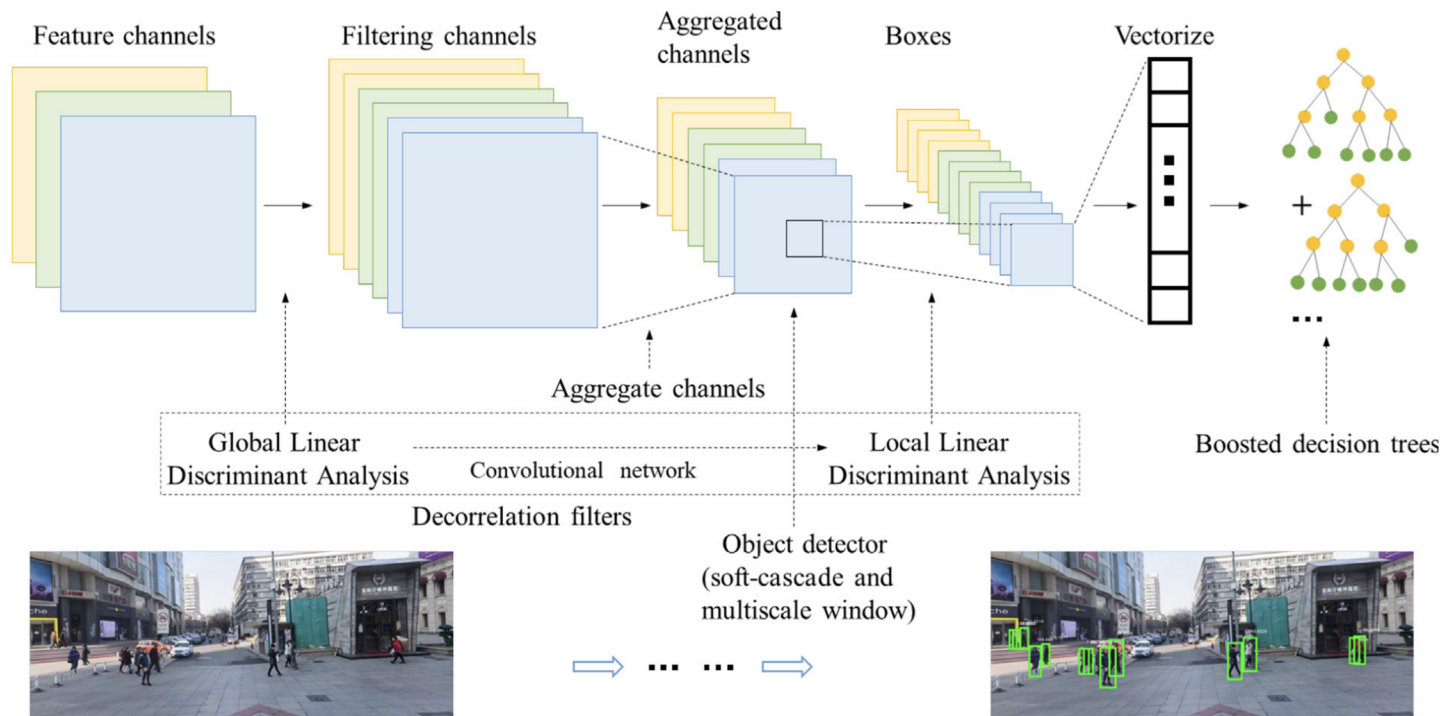 Feature channels
Filtering channels
Aggregated
channels
Boxes
Vectorize
+
Aggregate channels
Global Linear
Discriminant Analysis
Convolutional network
Local Linear
Discriminant Analysis
Boosted decision trees
Decorrelation filters
Object detector
(soft-cascade and
multiscale window)